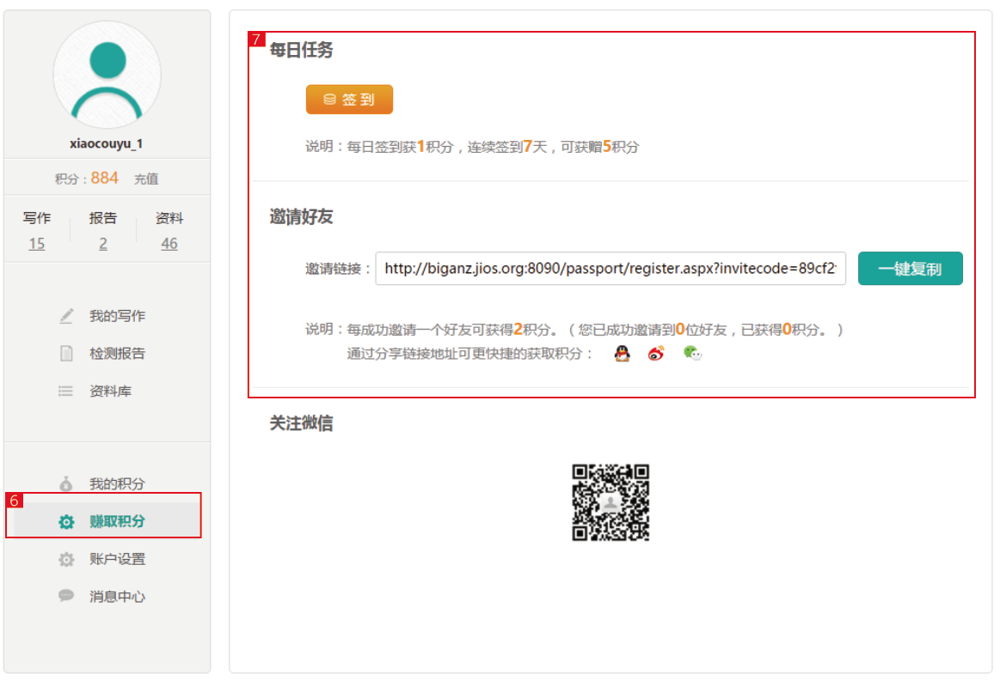 xiaocouyu_1
积分：884 充值
写作 报告 资料
15 2 46
我的写作
检测报告
资料库
我的积分
6
赚取积分
账户设置
消息中心
7
每日任务
签 到
说明：每日签到获1积分，连续签到7天，可获赠5积分
邀请好友
邀请链接： http://biganz.jios.org:8090/passport/register.aspx?invitecode=89cf2 一键复制
说明：每成功邀请一个好友可获得2积分。（您已成功邀请到0位好友，已获得0积分。）
通过分享链接地址可更快捷的获取积分：
关注微信